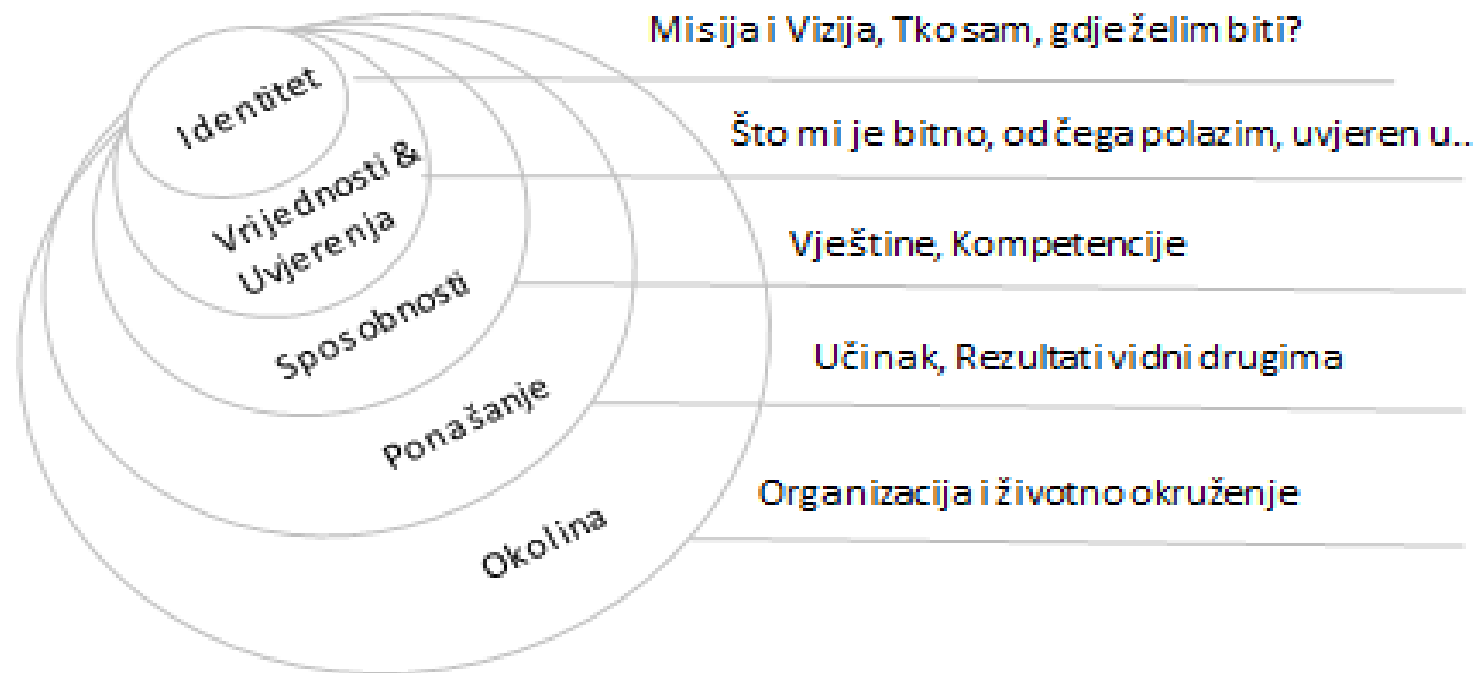 Misija i Vizija, Tko sam, gdje želim biti?
Identitet
Što mi je bitno, od čega polazim, uvjeren u..
Vrijednosti &
Uvjerenja
Vještine, Kompetencije
Sposobnosti
Učinak, Rezultati vidni drugima
Ponašanje
Organizacija i životno okruženje
Okolina